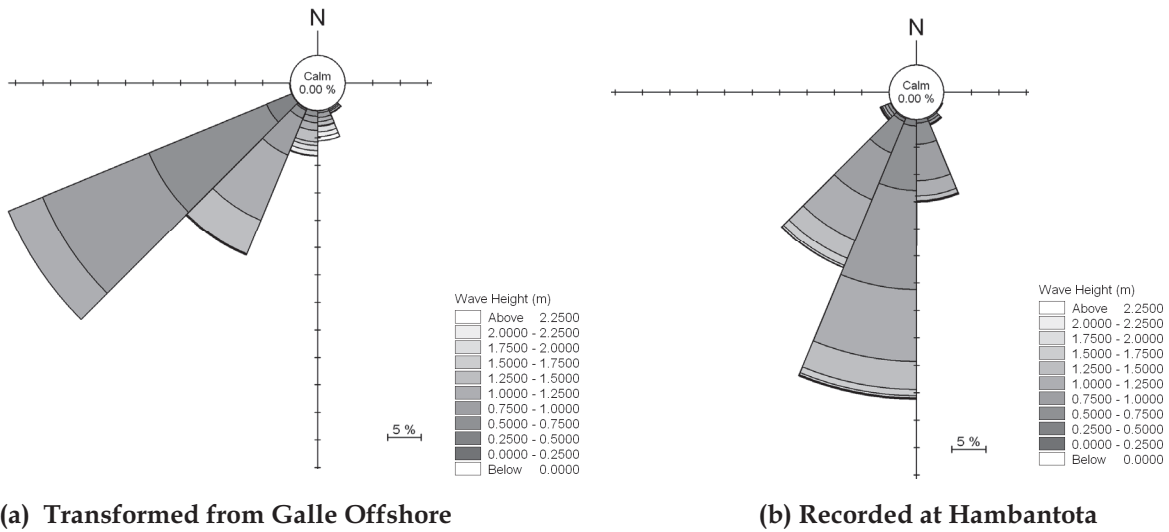 N
Calm
0.00 %
Wave Height (m)
Above 2.2500
2.0000 - 2.2500
1.7500 - 2.0000
1.5000 - 1.7500
1.2500 - 1.5000
1.0000 - 1.2500
0.7500 - 1.0000
0.5000 - 0.7500
0.2500 - 0.5000
0.0000 - 0.2500
Below 0.0000
5 %
(a) Transformed from Galle Offshore
N
Calm
0.00 %
Wave Height (m)
Above 2.2500
2.0000 - 2.2500
1.7500 - 2.0000
1.5000 - 1.7500
1.2500 - 1.5000
1.0000 - 1.2500
0.7500 - 1.0000
0.5000 - 0.7500
0.2500 - 0.5000
0.0000 - 0.2500
Below 0.0000
5 %
(b) Recorded at Hambantota